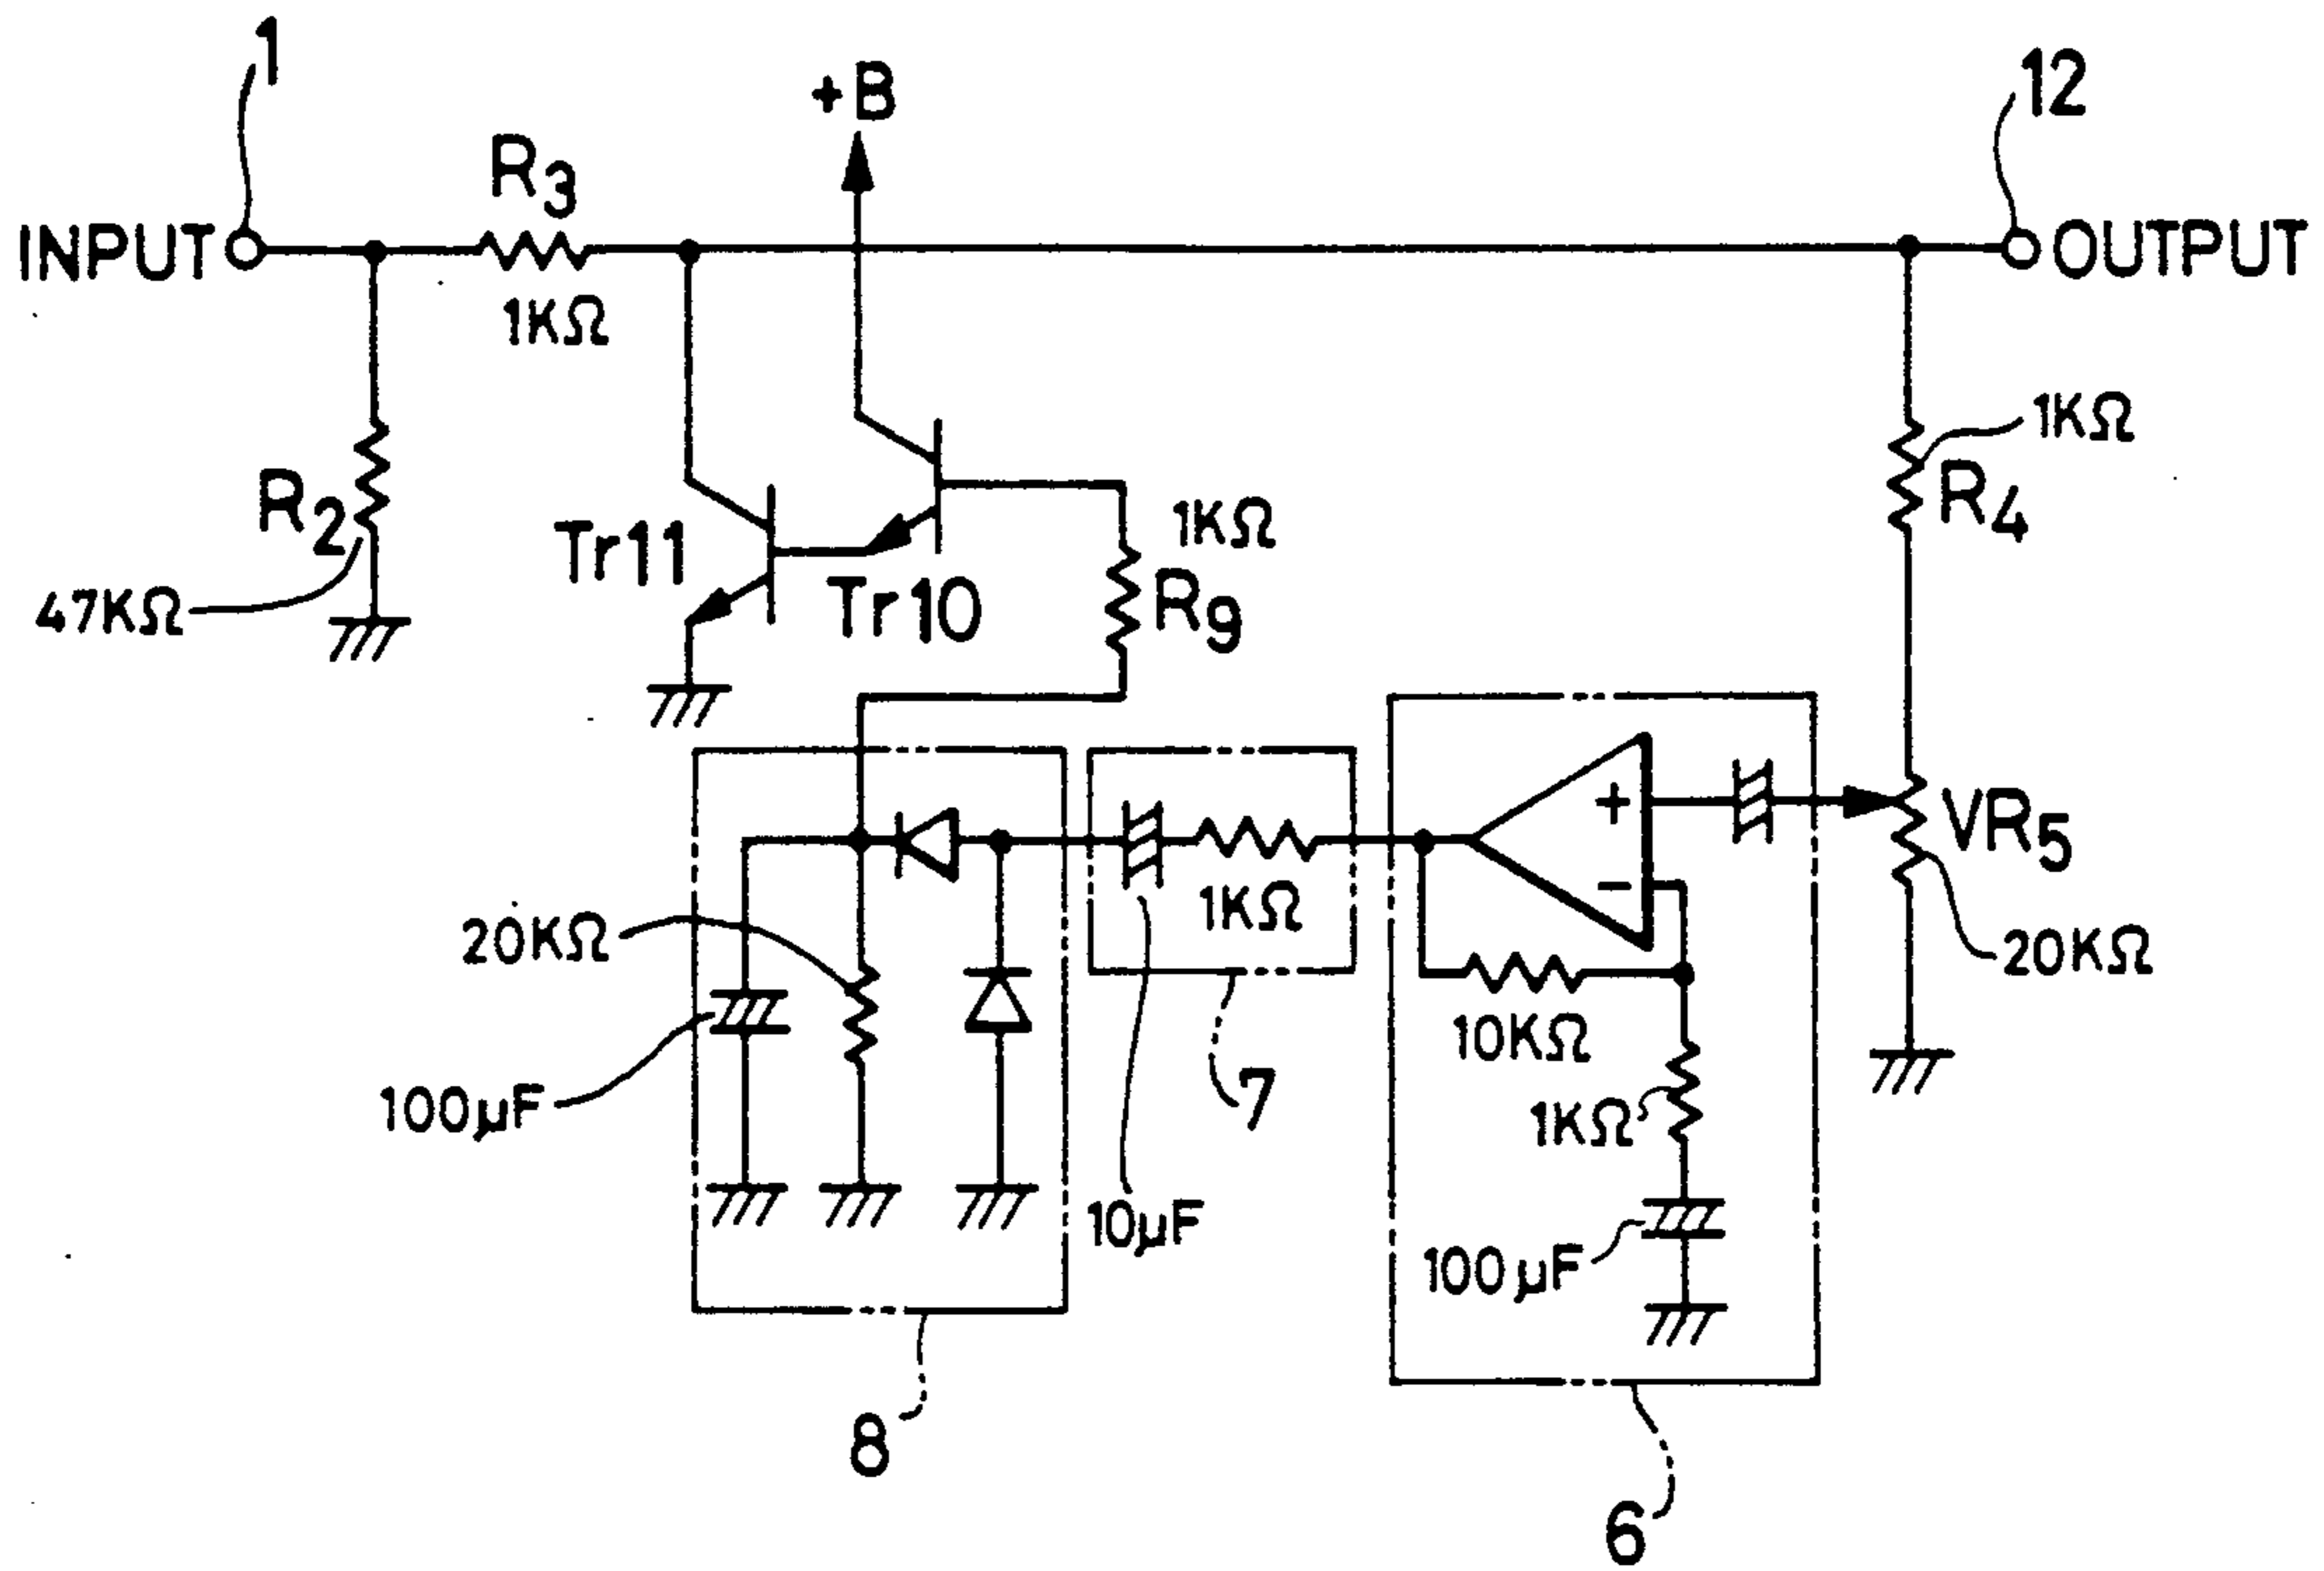 1
12
+B
R3
INPUT
OUTPUT
1KΩ
1KΩ
R4
R2
1KΩ
Tr11
Tr10
R9
47KΩ
+
VR5
−
1KΩ
20KΩ
20KΩ
10KΩ
7
100μF
1KΩ
10μF
100μF
8
6